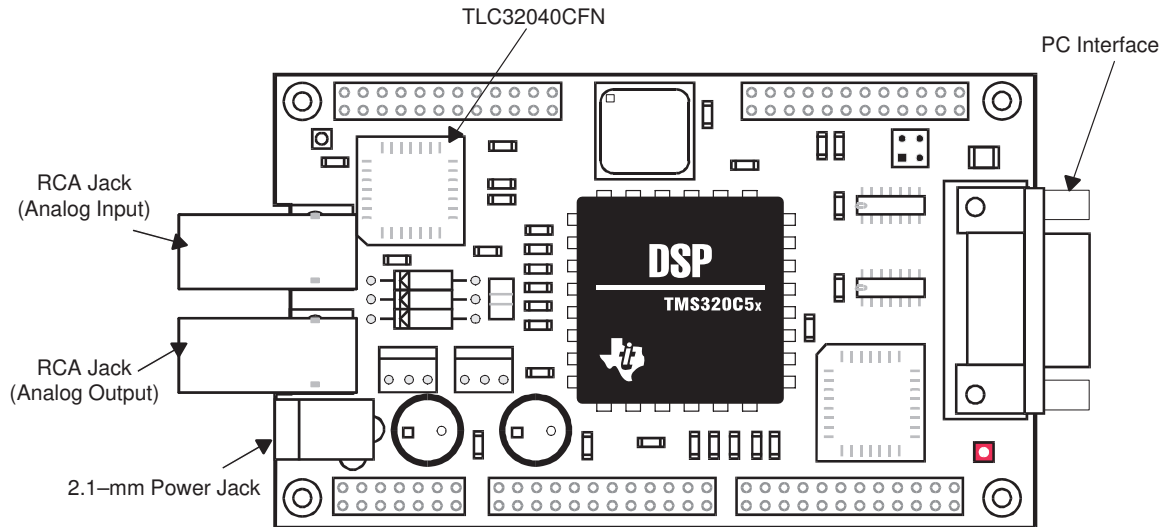 TLC32040CFN
PC Interface
RCA Jack
(Analog Input)
DSP
TMS320C5x
RCA Jack
(Analog Output)
2.1–mm Power Jack